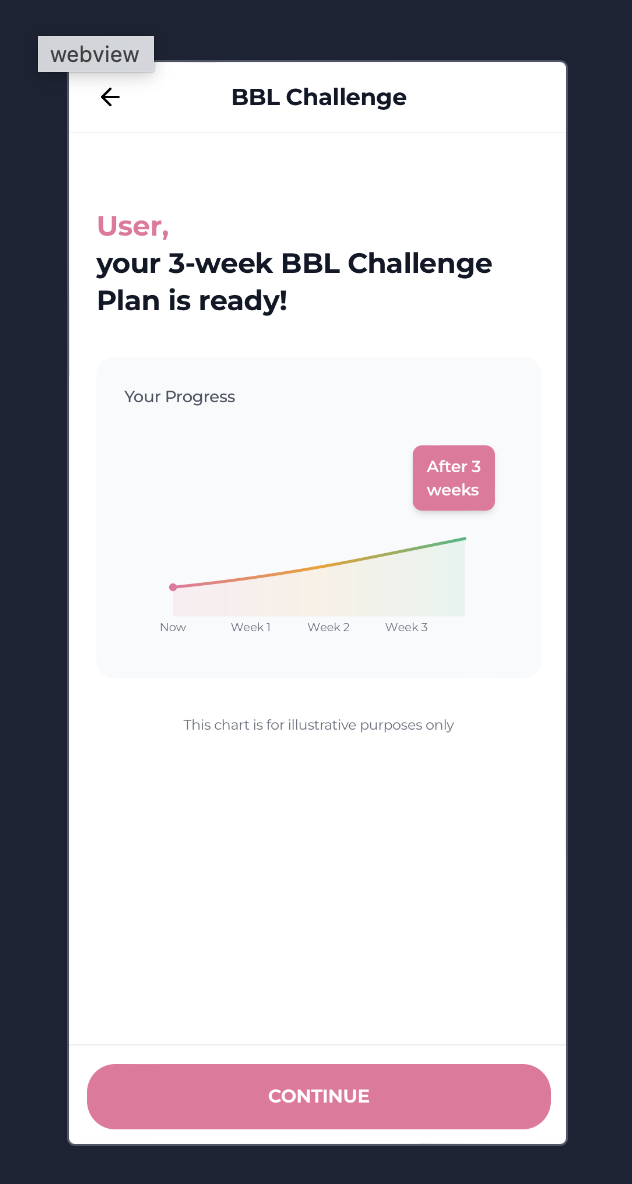 webview
BBL Challenge
User,
your 3-week BBL Challenge
Plan is ready!
Your Progress
After 3
weeks
Now Week 1 Week 2 Week 3
This chart is for illustrative purposes only
CONTINUE